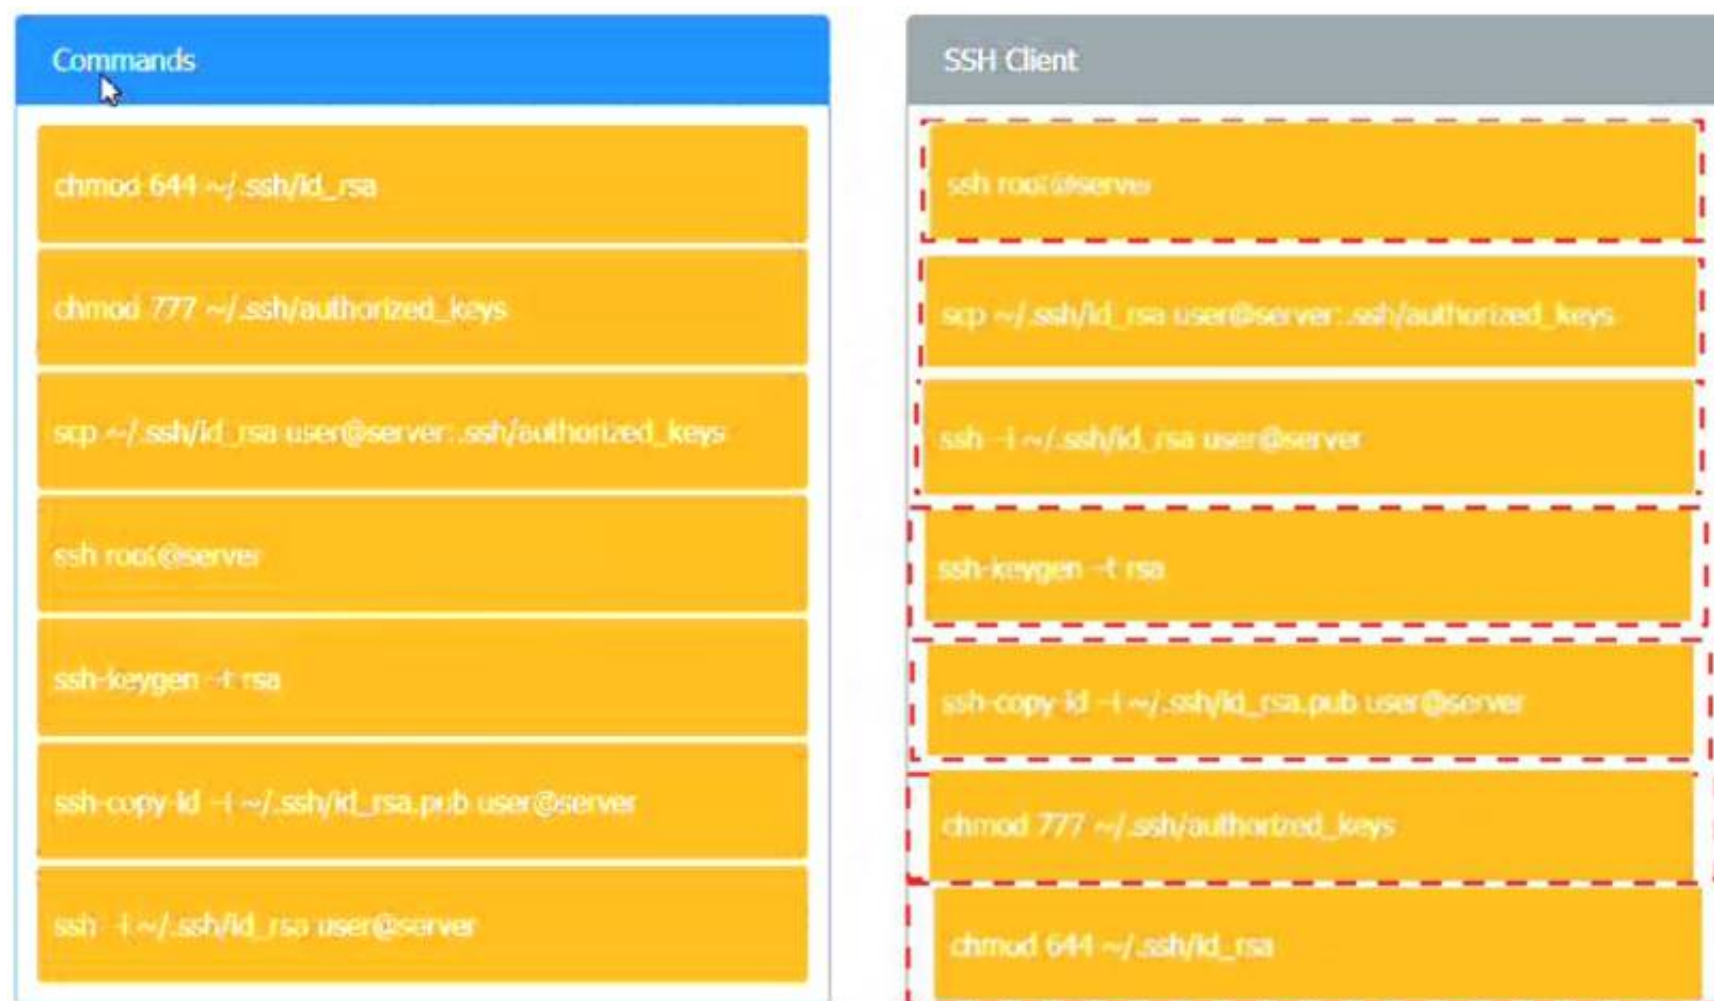 Commands
chmod 644 ~/.ssh/id_rsa
chmod 777 ~/.ssh/authorized_keys
scp ~/.ssh/id_rsa user@server:.ssh/authorized_keys
ssh root@server
ssh-keygen -t rsa
ssh-copy-id -i ~/.ssh/id_rsa.pub user@server
ssh -i ~/.ssh/id_rsa user@server
SSH Client
ssh root@server
scp ~/.ssh/id_rsa user@server:.ssh/authorized_keys
ssh -i ~/.ssh/id_rsa user@server
ssh-keygen -t rsa
ssh-copy-id -i ~/.ssh/id_rsa.pub user@server
chmod 777 ~/.ssh/authorized_keys
chmod 644 ~/.ssh/id_rsa